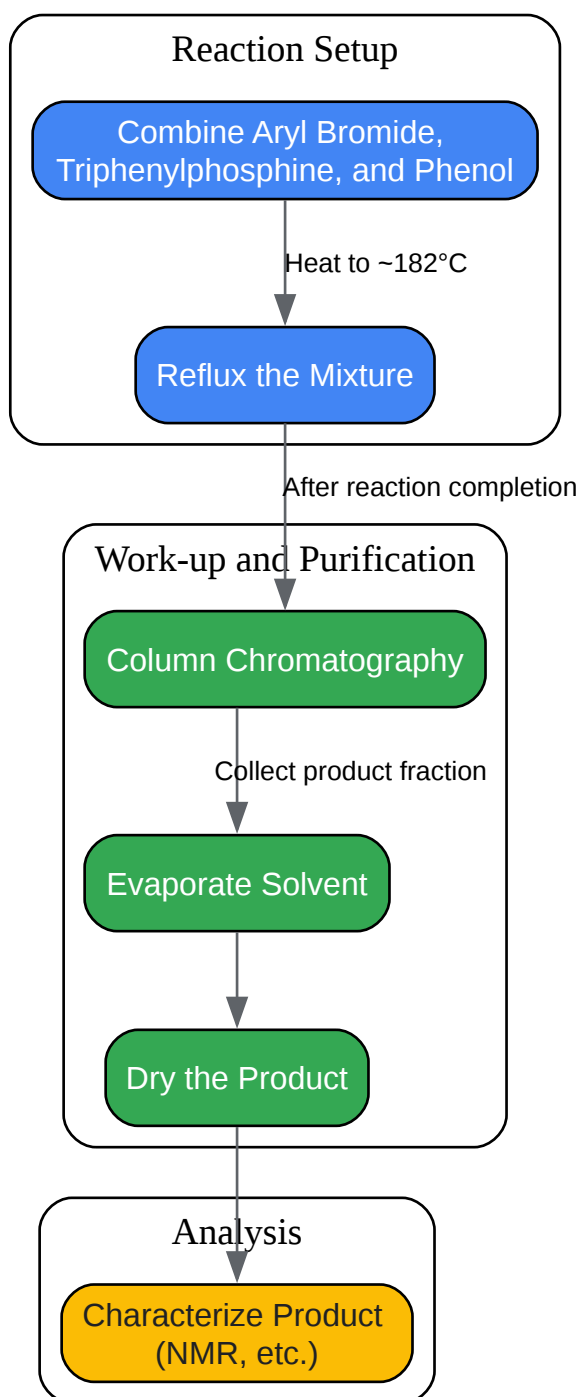 Reaction Setup
Combine Aryl Bromide,
Triphenylphosphine, and Phenol
Heat to ~182°C
Reflux the Mixture
After reaction completion
Work-up and Purification
Column Chromatography
Collect product fraction
Evaporate Solvent
Dry the Product
Analysis
Characterize Product
(NMR, etc.)